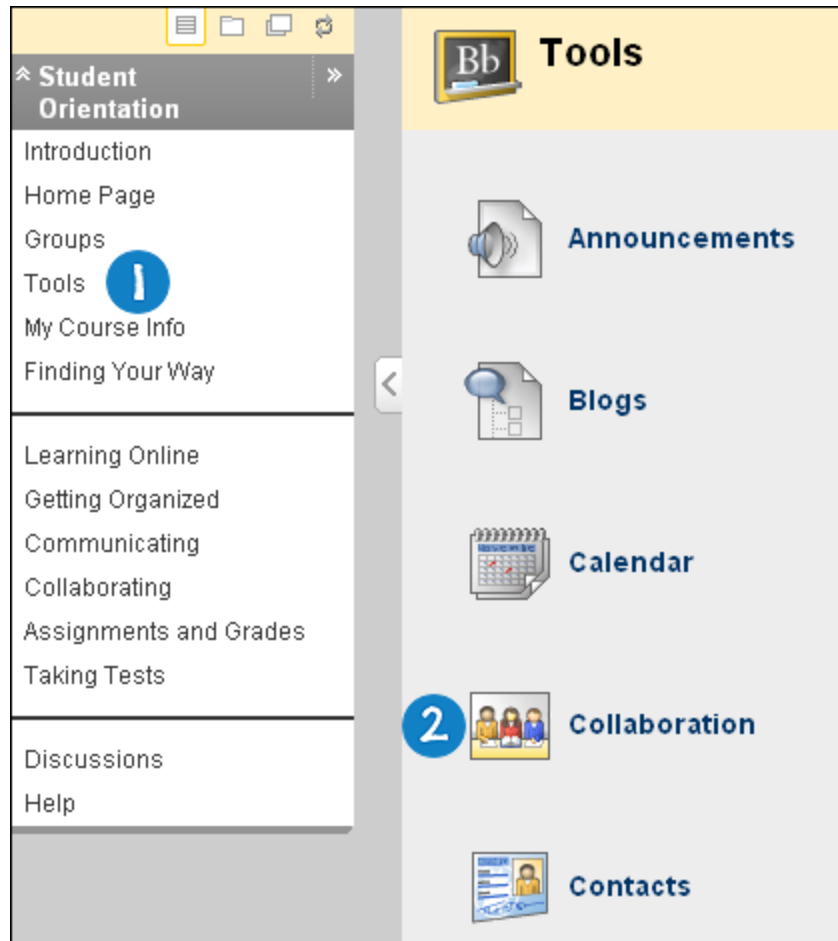 Student
Orientation
Introduction
Home Page
Groups
Tools
1
My Course Info
Finding Your Way
Learning Online
Getting Organized
Communicating
Collaborating
Assignments and Grades
Taking Tests
Discussions
Help
Bb
Tools
Announcements
Blogs
Calendar
2
Collaboration
Contacts